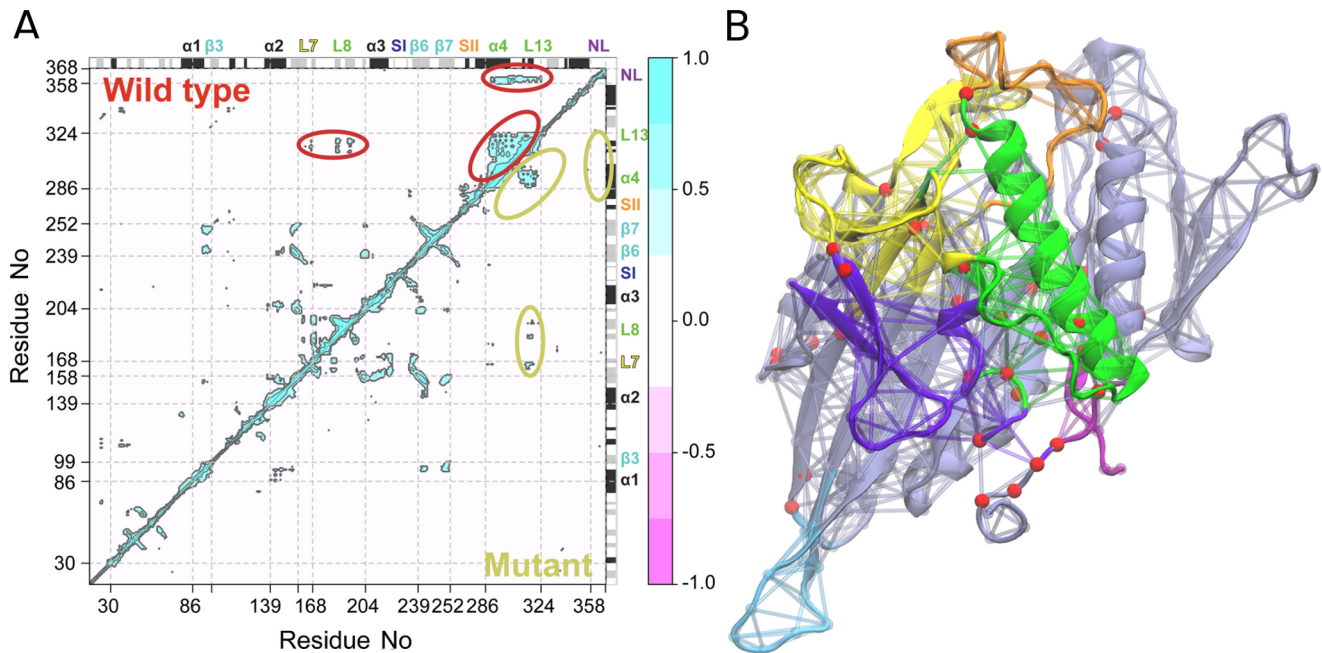 A
B
α1 β3 α2 L7 L8 α3 SI β6 β7 SII α4 L13 NL
Wild type
Mutant
Residue No
368
358
324
286
252
239
204
168
158
139
99
86
30
NL
L13
α4
SII
β7
β6
SI
α3
L8
L7
α2
β3
α1
1.0
0.5
0.0
-0.5
-1.0
30 86 139 168 204 239 252 286 324 358
Residue No